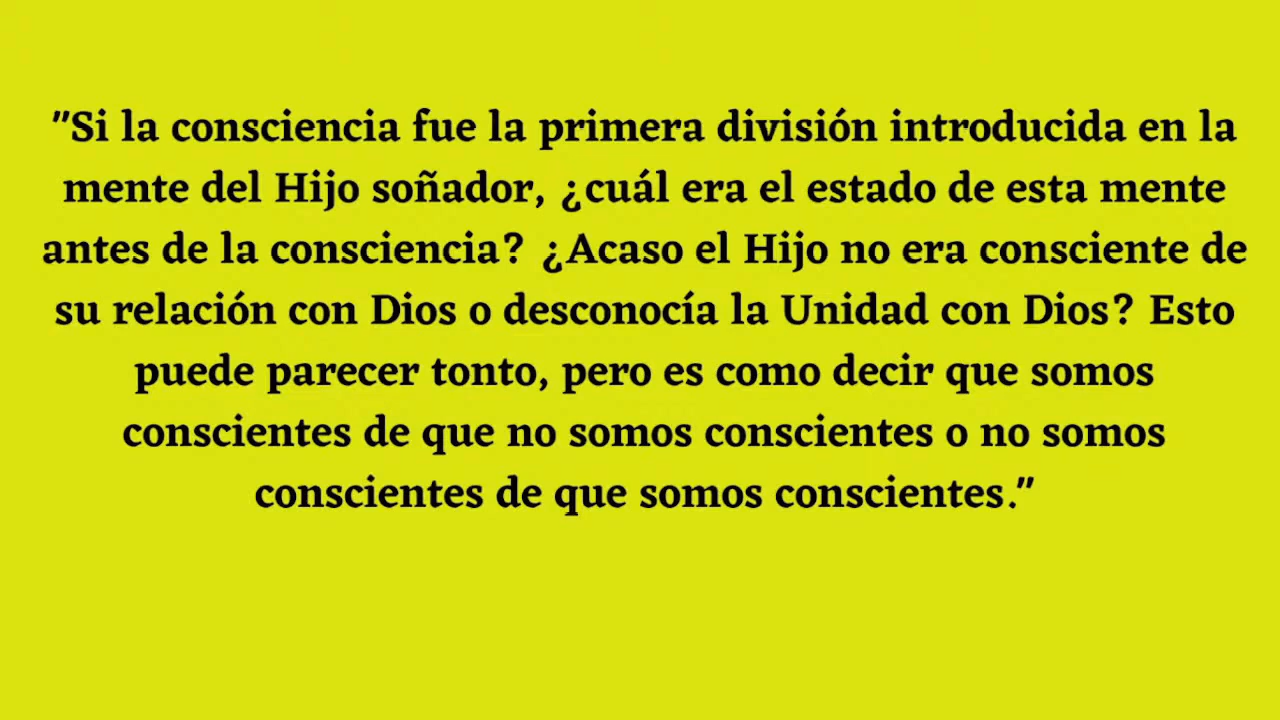 "Si la consciencia fue la primera división introducida en la
mente del Hijo soñador, ¿cuál era el estado de esta mente
antes de la consciencia? ¿Acaso el Hijo no era consciente de
su relación con Dios o desconocía la Unidad con Dios? Esto
puede parecer tonto, pero es como decir que somos
conscientes de que no somos conscientes o no somos
conscientes de que somos conscientes."